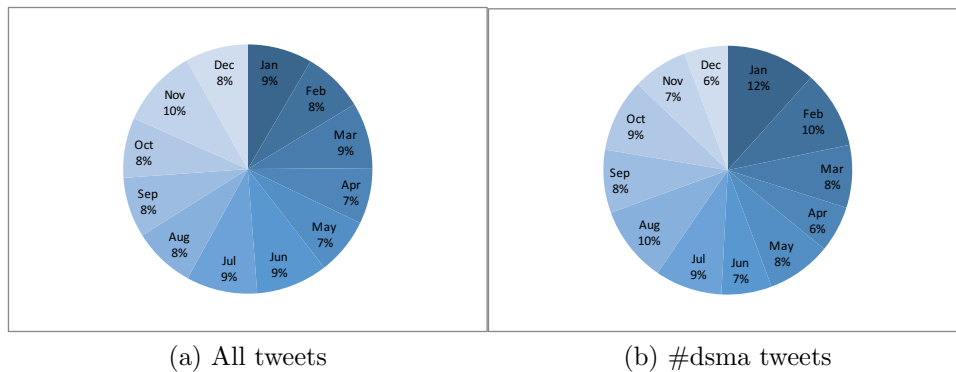 Jan
9%
Feb
8%
Mar
9%
Apr
7%
May
7%
Jun
9%
Jul
9%
Aug
8%
Sep
8%
Oct
8%
Nov
10%
Dec
8%
(a) All tweets
Jan
12%
Feb
10%
Mar
8%
Apr
6%
May
8%
Jun
7%
Jul
9%
Aug
10%
Sep
8%
Oct
9%
Nov
7%
Dec
6%
(b) #dsma tweets